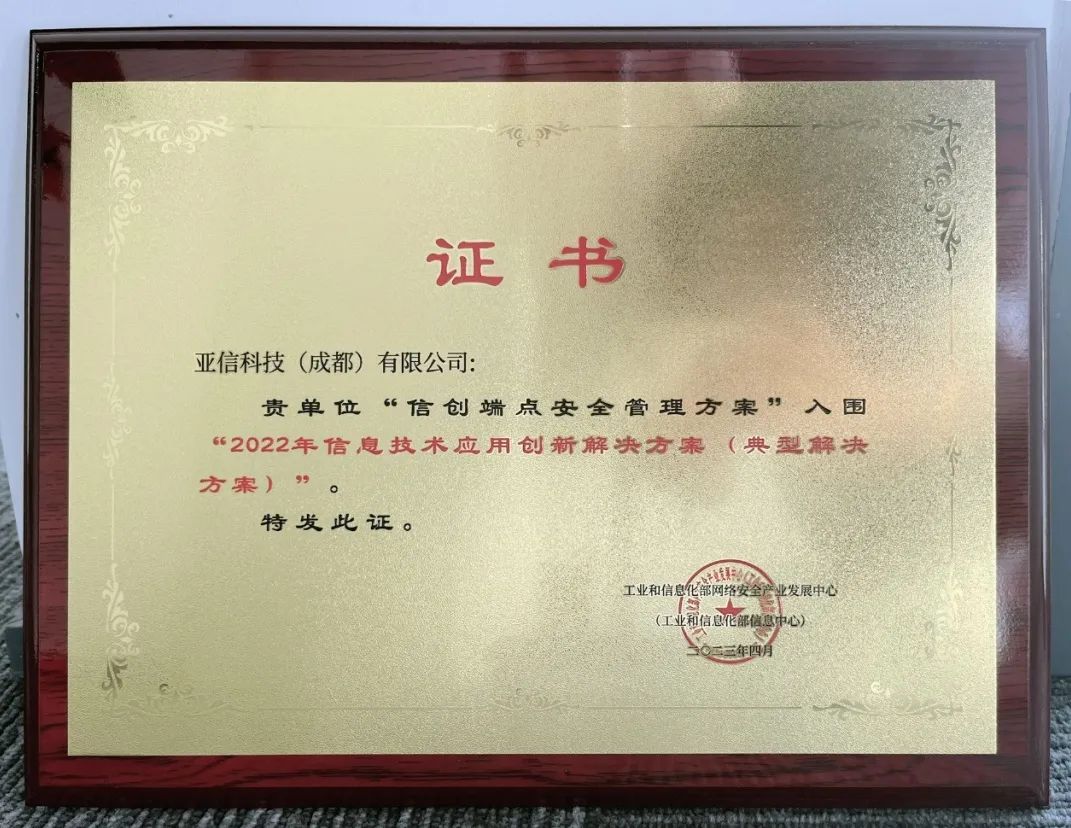 证书
亚信科技（成都）有限公司：
贵单位“信创端点安全管理方案”入围
“2022年信息技术应用创新解决方案（典型解决
方案）”。
特发此证。
工业和信息化部网络安全产业发展中心
（工业和信息化部信息中心）
二〇二三年四月